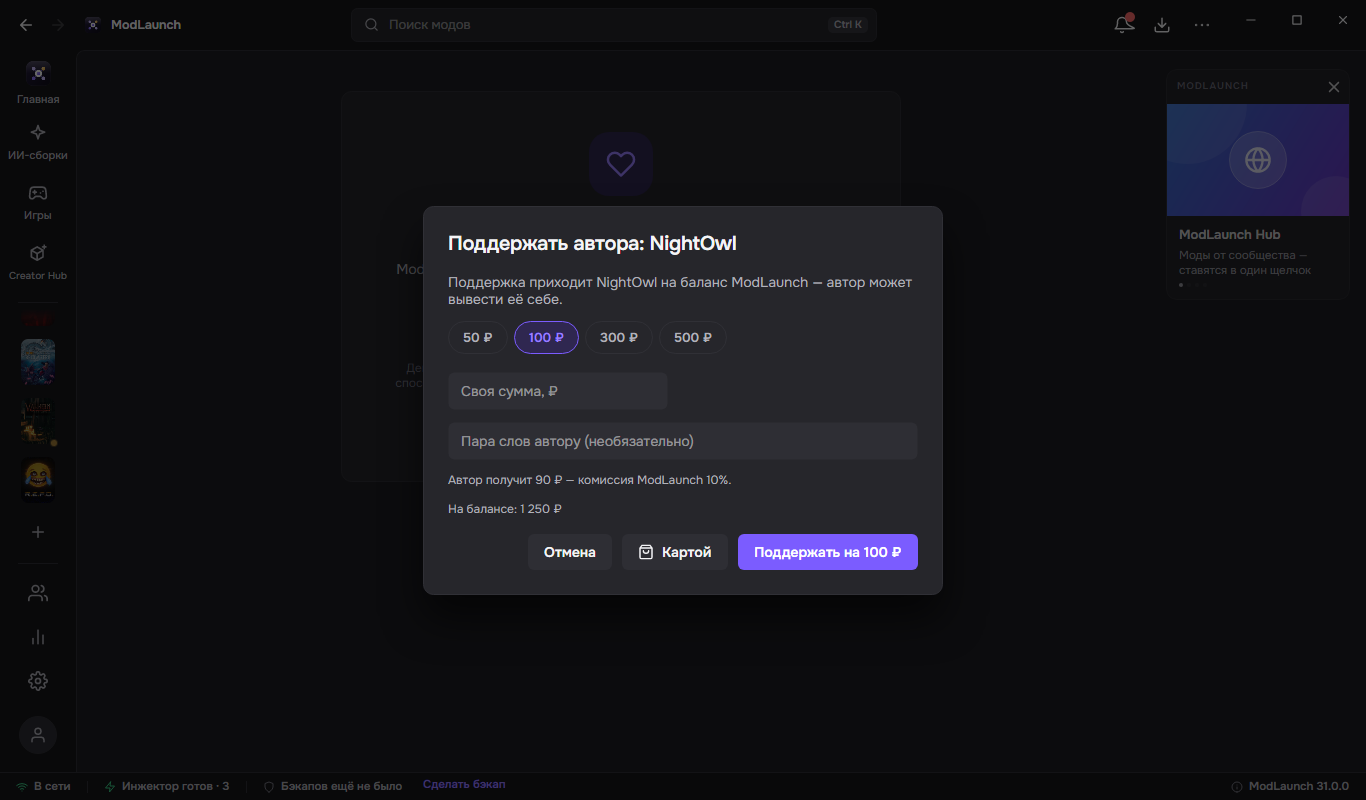 ModLaunch
Поиск модов
Ctrl K
Главная
ИИ-сборки
Игры
Creator Hub
MODLAUNCH
ModLaunch Hub
Моды от сообщества —
ставятся в один щелчок
Поддержать автора: NightOwl
Поддержка приходит NightOwl на баланс ModLaunch — автор может
вывести её себе.
50 ₽ 100 ₽ 300 ₽ 500 ₽
Своя сумма, ₽
Пара слов автору (необязательно)
Автор получит 90 ₽ — комиссия ModLaunch 10%.
На балансе: 1 250 ₽
Отмена Картой Поддержать на 100 ₽
В сети Инжектор готов · 3 Бэкапов ещё не было Сделать бэкап ModLaunch 31.0.0